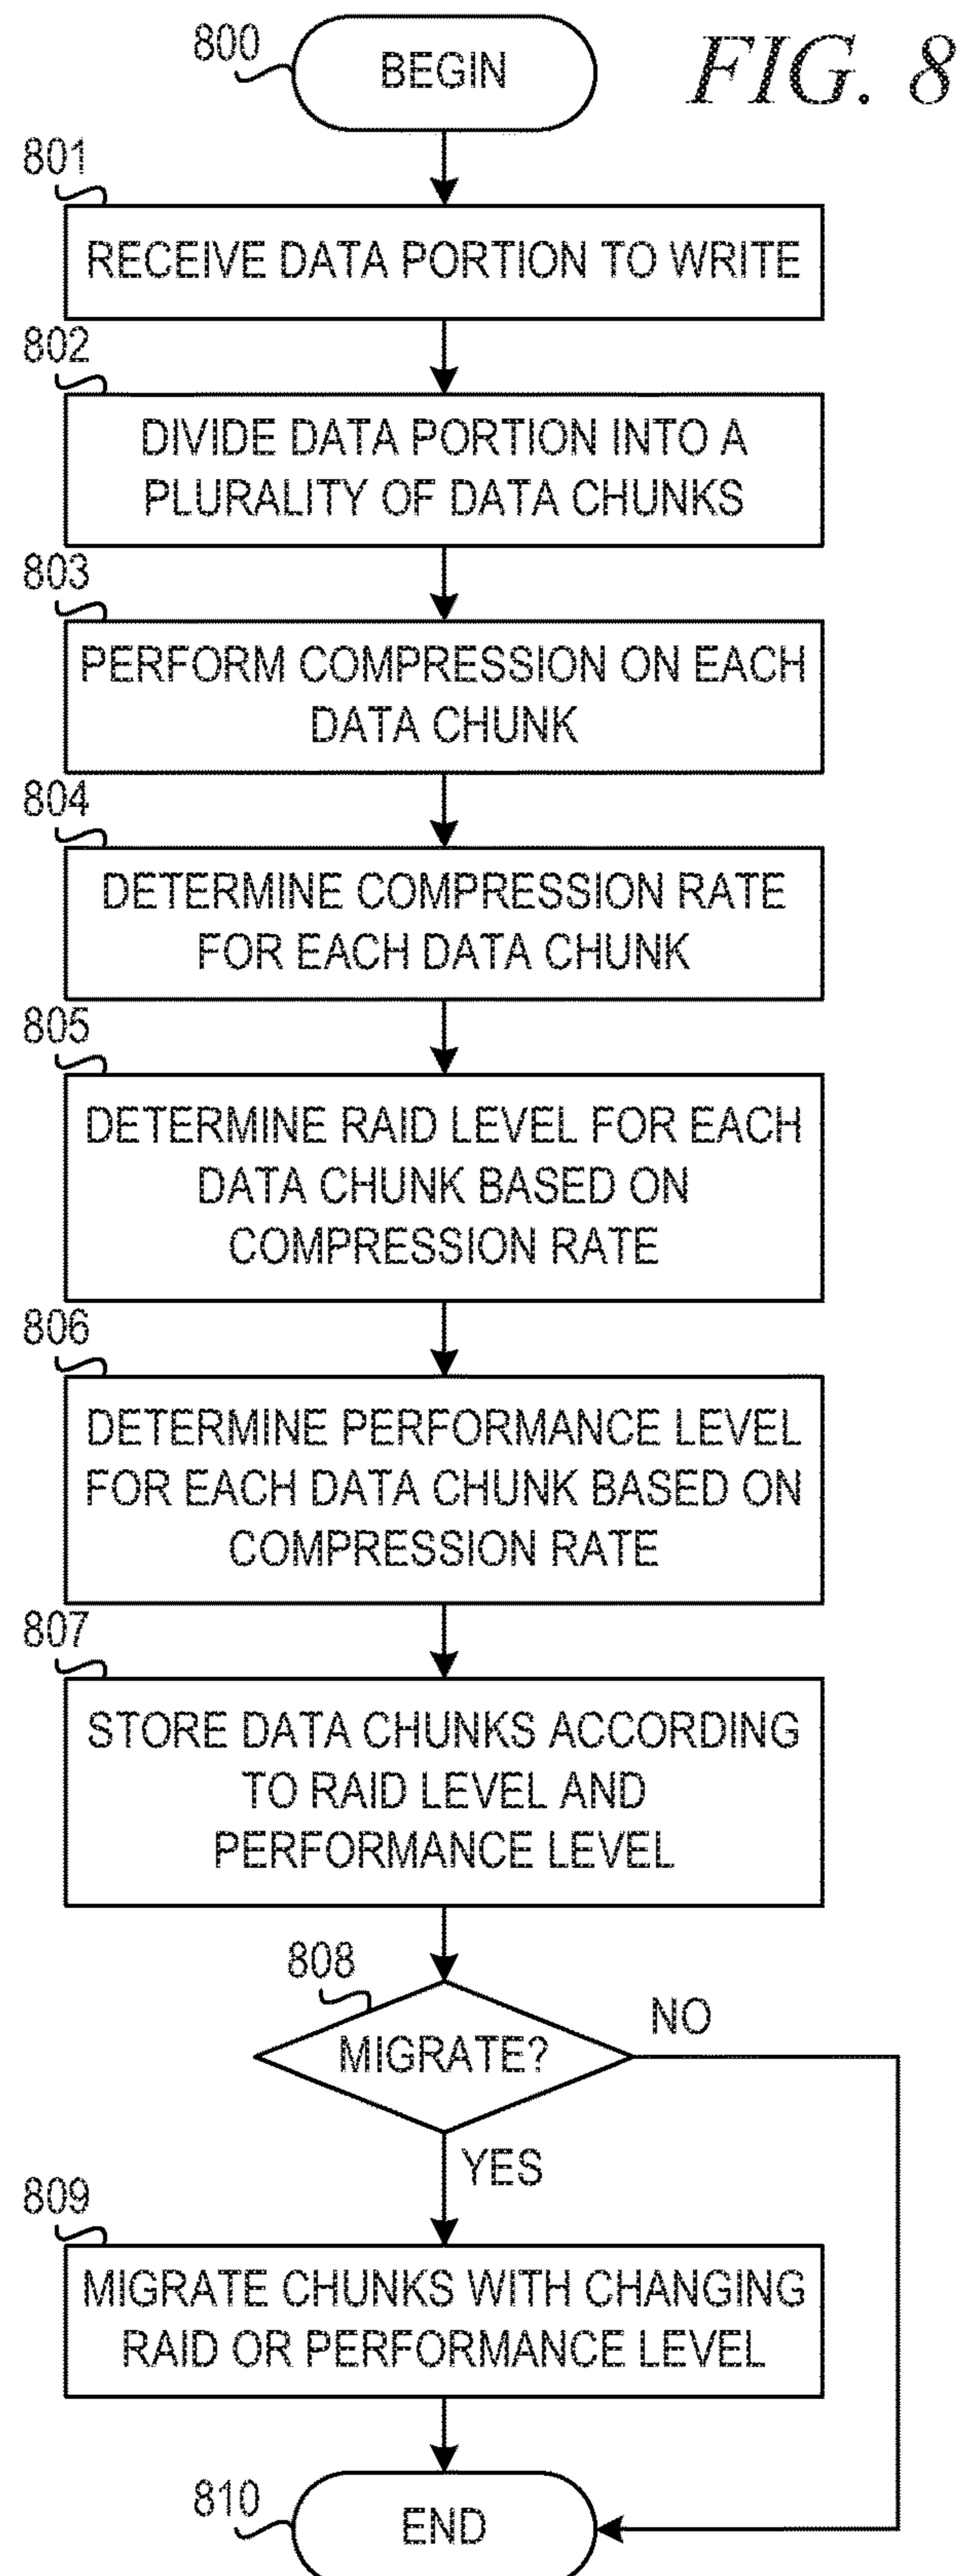 800
BEGIN
FIG. 8
801
RECEIVE DATA PORTION TO WRITE
802
DIVIDE DATA PORTION INTO A
PLURALITY OF DATA CHUNKS
803
PERFORM COMPRESSION ON EACH
DATA CHUNK
804
DETERMINE COMPRESSION RATE
FOR EACH DATA CHUNK
805
DETERMINE RAID LEVEL FOR EACH
DATA CHUNK BASED ON
COMPRESSION RATE
806
DETERMINE PERFORMANCE LEVEL
FOR EACH DATA CHUNK BASED ON
COMPRESSION RATE
807
STORE DATA CHUNKS ACCORDING
TO RAID LEVEL AND
PERFORMANCE LEVEL
808
MIGRATE?
NO
YES
809
MIGRATE CHUNKS WITH CHANGING
RAID OR PERFORMANCE LEVEL
810
END